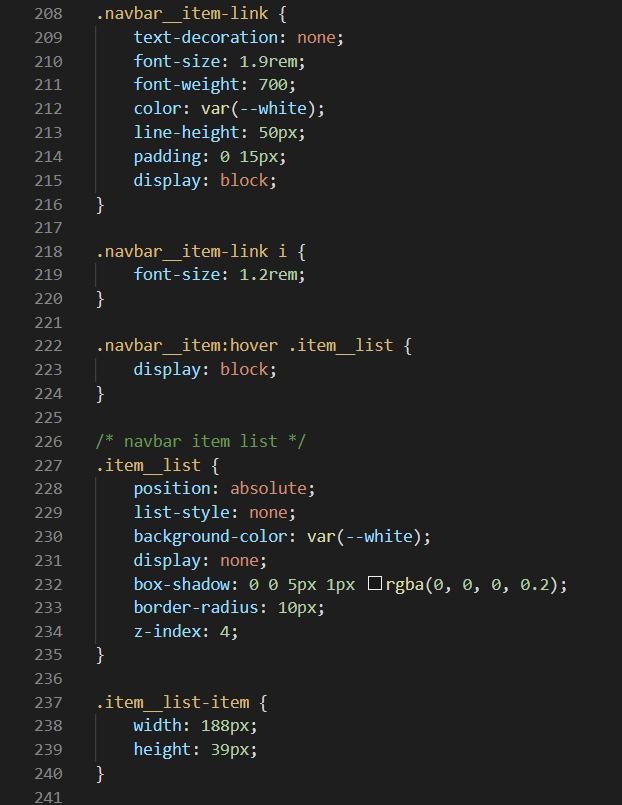 208 .navbar__item-link {
209     text-decoration: none;
210     font-size: 1.9rem;
211     font-weight: 700;
212     color: var(--white);
213     line-height: 50px;
214     padding: 0 15px;
215     display: block;
216 }
217
218 .navbar__item-link i {
219     font-size: 1.2rem;
220 }
221
222 .navbar__item:hover .item__list {
223     display: block;
224 }
225
226 /* navbar item list */
227 .item__list {
228     position: absolute;
229     list-style: none;
230     background-color: var(--white);
231     display: none;
232     box-shadow: 0 0 5px 1px rgba(0, 0, 0, 0.2);
233     border-radius: 10px;
234     z-index: 4;
235 }
236
237 .item__list-item {
238     width: 188px;
239     height: 39px;
240 }
241